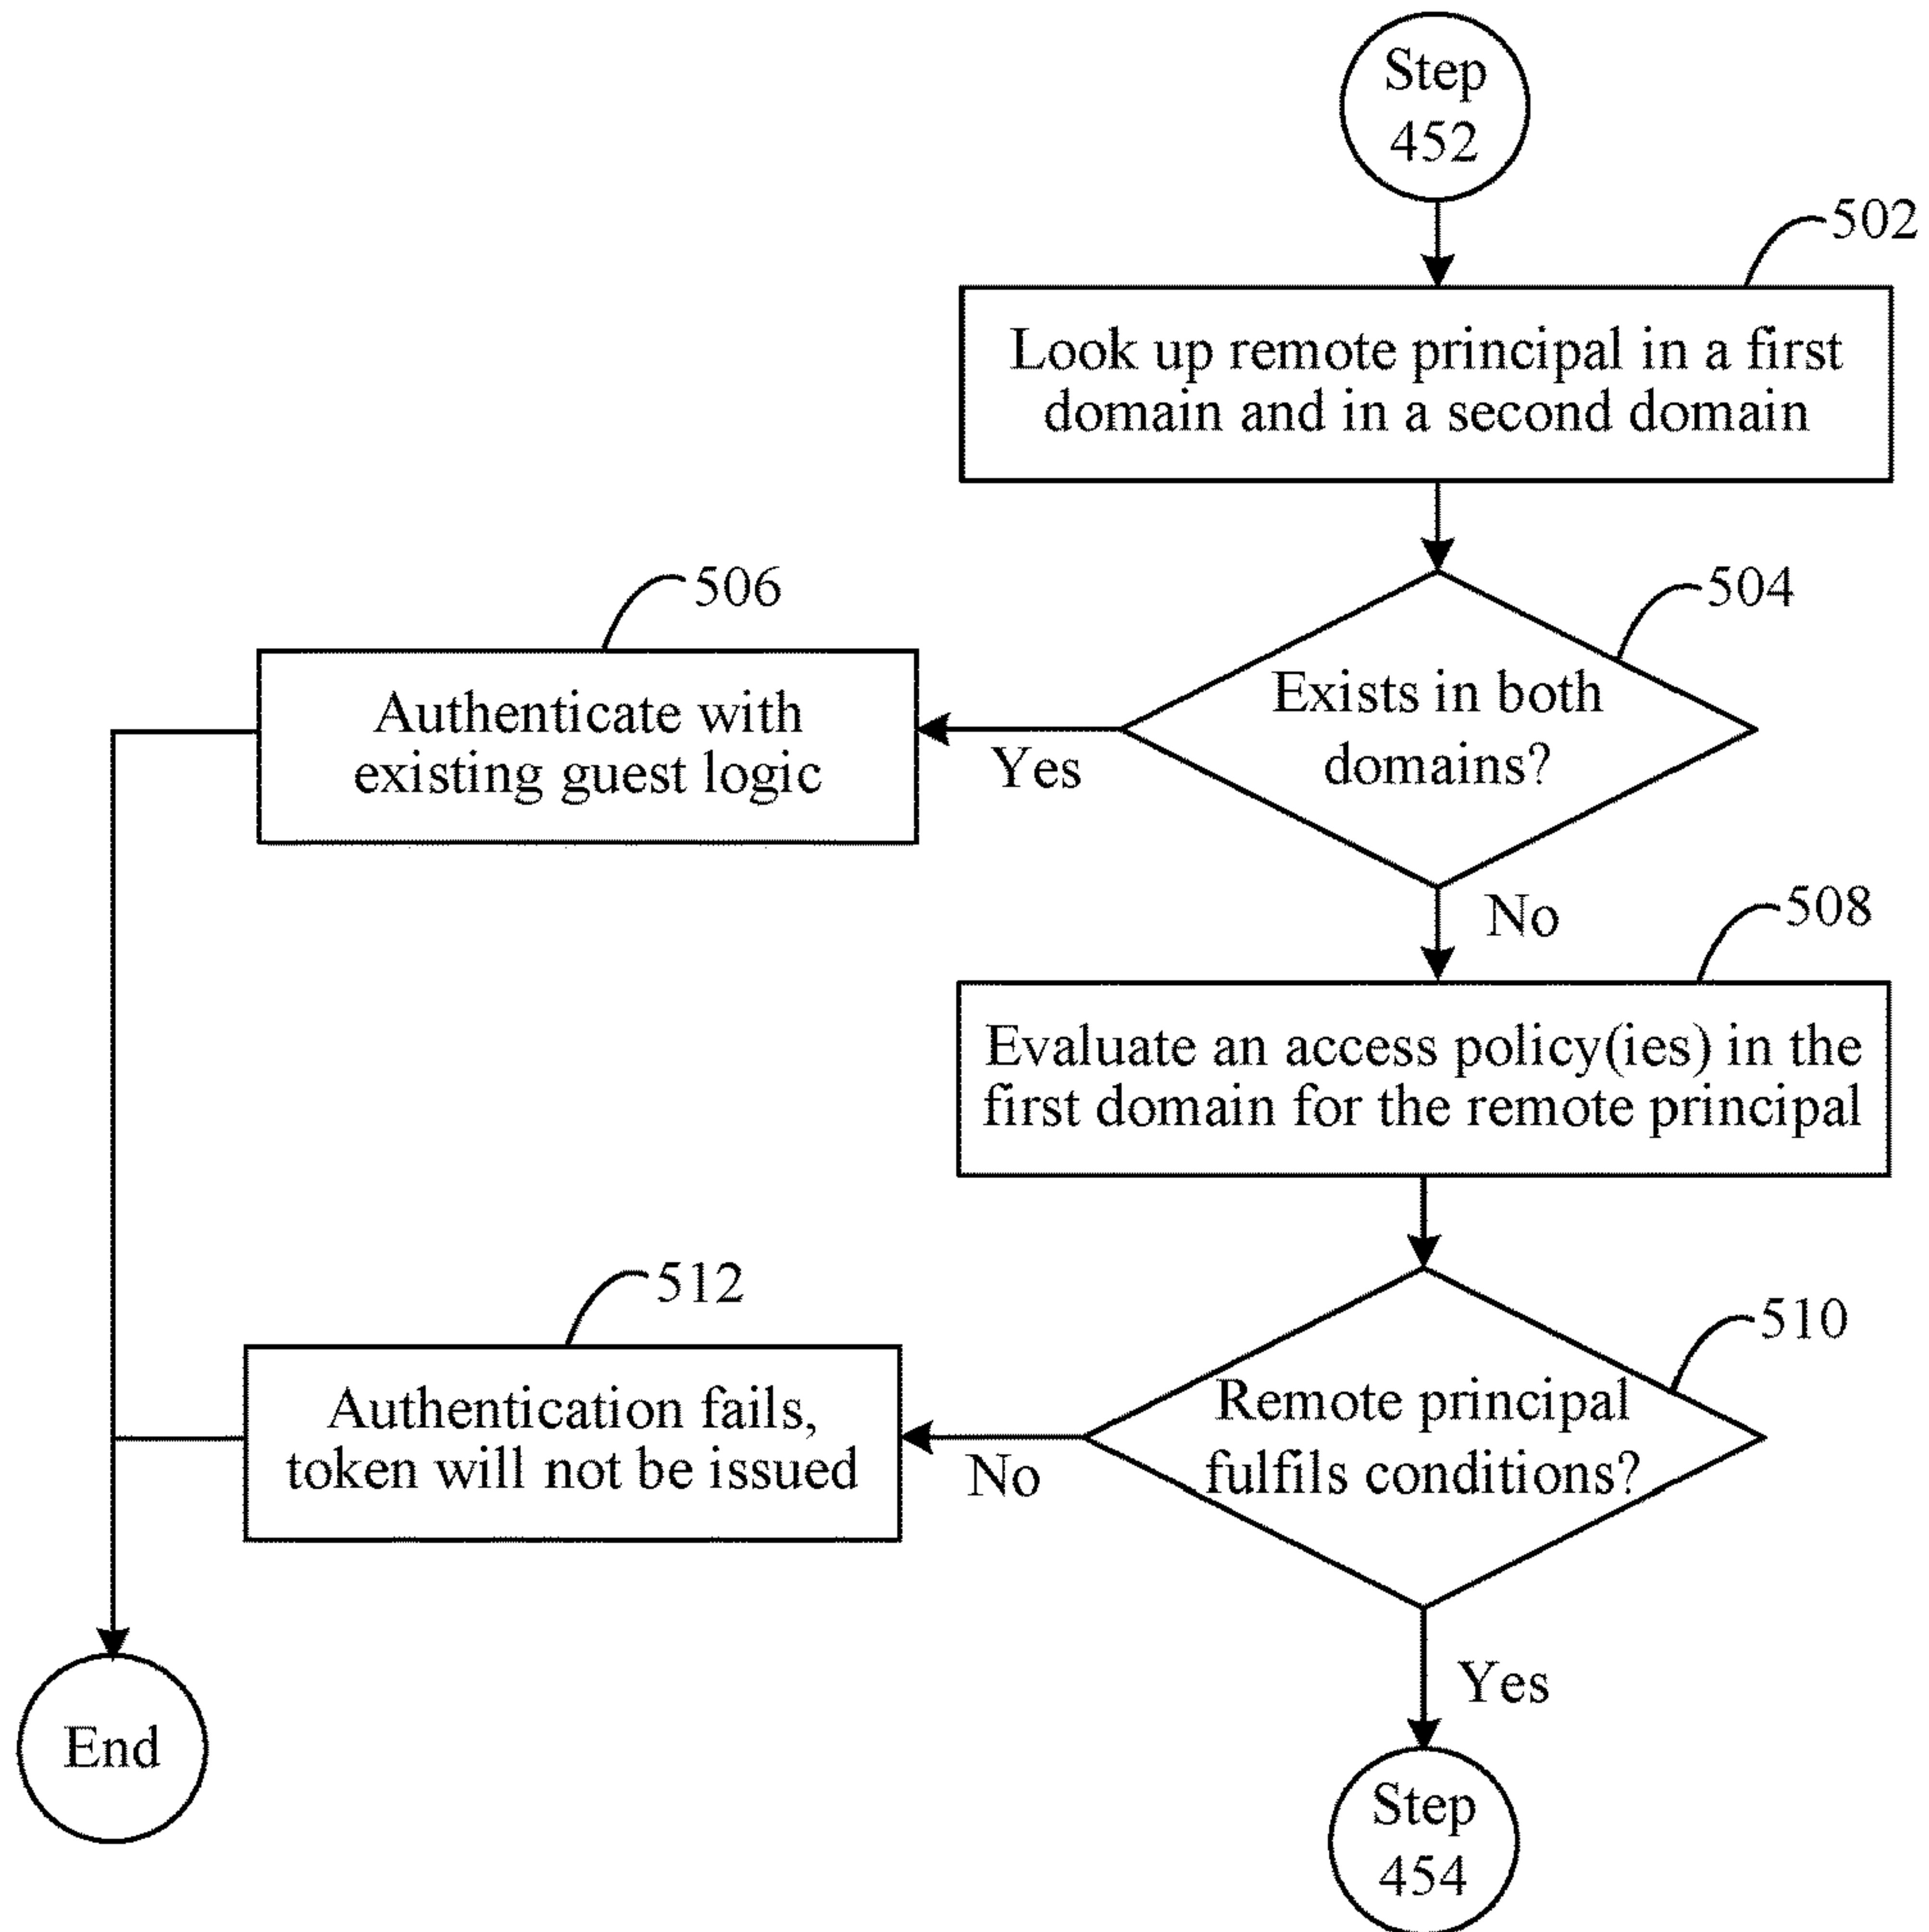 Step
452
502
Look up remote principal in a first
domain and in a second domain
504
Exists in both
domains?
Yes
506
Authenticate with
existing guest logic
No
508
Evaluate an access policy(ies) in the
first domain for the remote principal
510
Remote principal
fulfils conditions?
No
512
Authentication fails,
token will not be issued
Yes
End
Step
454